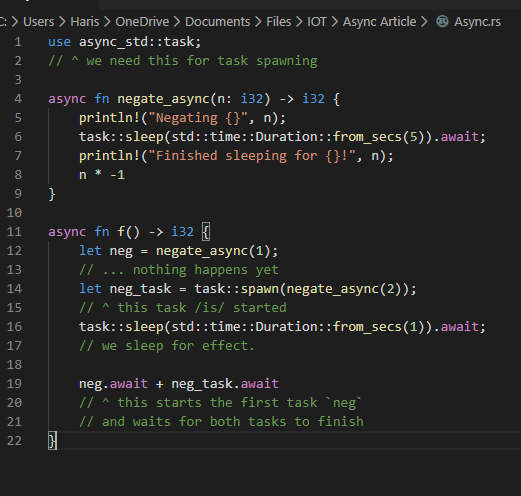 C: > Users > Haris > OneDrive > Documents > Files > IOT > Async Article > Async.rs
1 use async_std::task;
2 // ^ we need this for task spawning
3
4 async fn negate_async(n: i32) -> i32 {
5     println!("Negating {}", n);
6     task::sleep(std::time::Duration::from_secs(5)).await;
7     println!("Finished sleeping for {}!", n);
8     n * -1
9 }
10
11 async fn f() -> i32 {
12     let neg = negate_async(1);
13     // ... nothing happens yet
14     let neg_task = task::spawn(negate_async(2));
15     // ^ this task /is/ started
16     task::sleep(std::time::Duration::from_secs(1)).await;
17     // we sleep for effect.
18
19     neg.await + neg_task.await
20     // ^ this starts the first task `neg`
21     // and waits for both tasks to finish
22 }